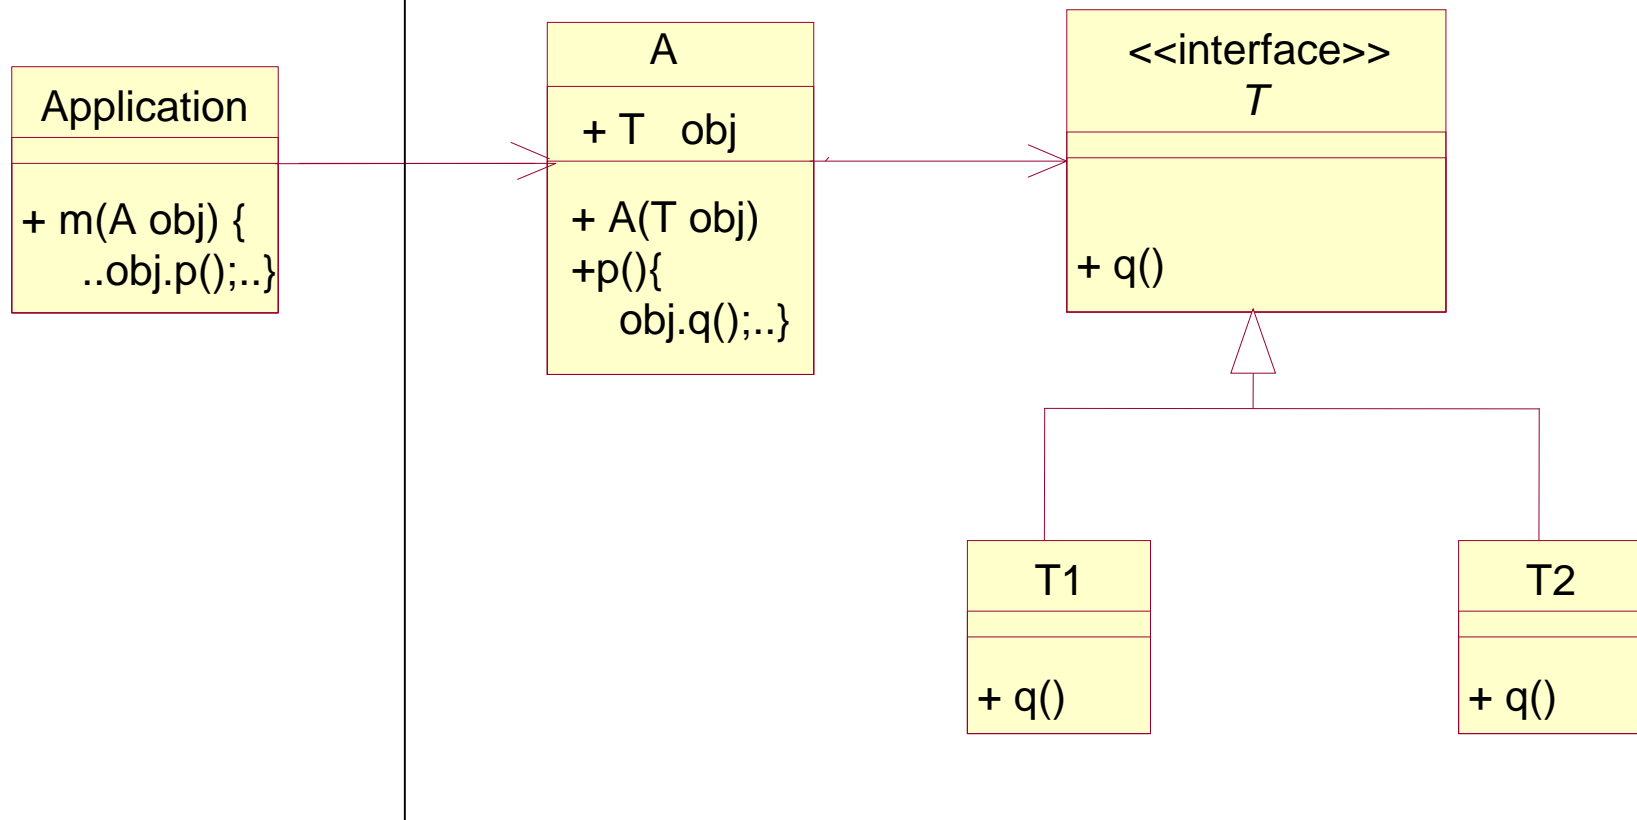 Application
+ m(A obj) {
..obj.p();..}
A
+ T obj
+ A(T obj)
+p(){
obj.q();..}
<<interface>>
T
+ q()
T1
+ q()
T2
+ q()